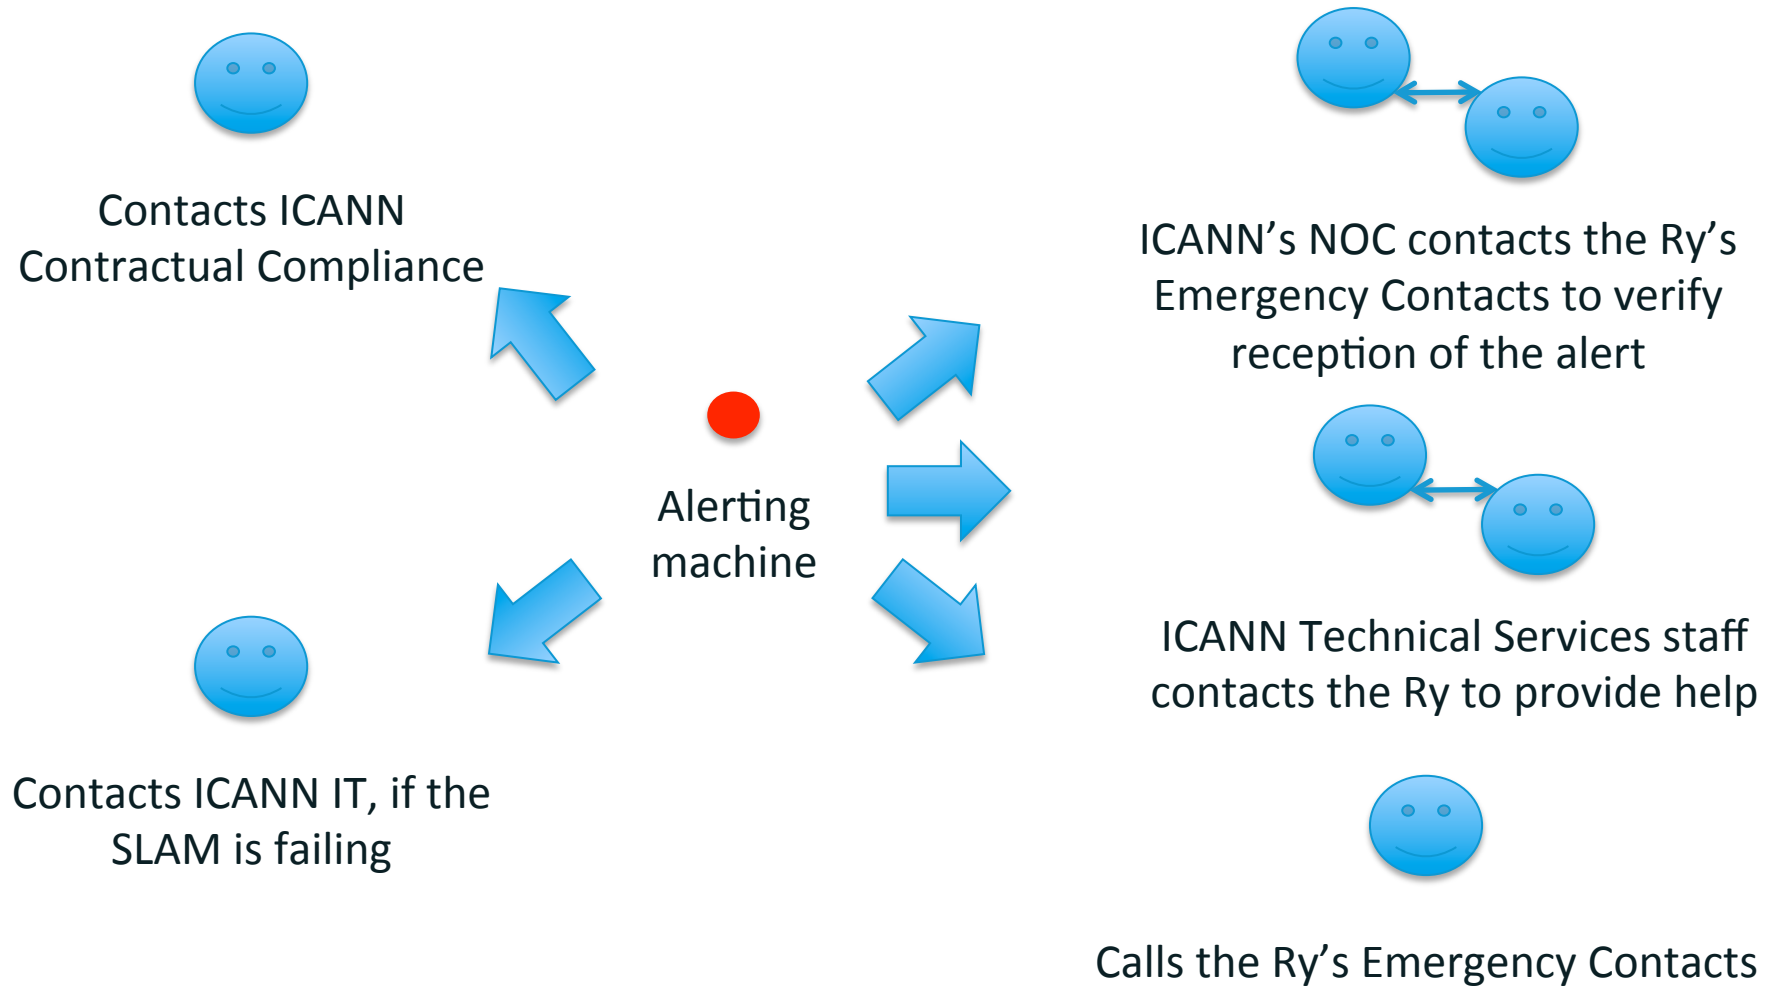 Contacts ICANN
Contractual Compliance
ICANN’s NOC contacts the Ry’s
Emergency Contacts to verify
reception of the alert
Alerting
machine
ICANN Technical Services staff
contacts the Ry to provide help
Contacts ICANN IT, if the
SLAM is failing
Calls the Ry’s Emergency Contacts